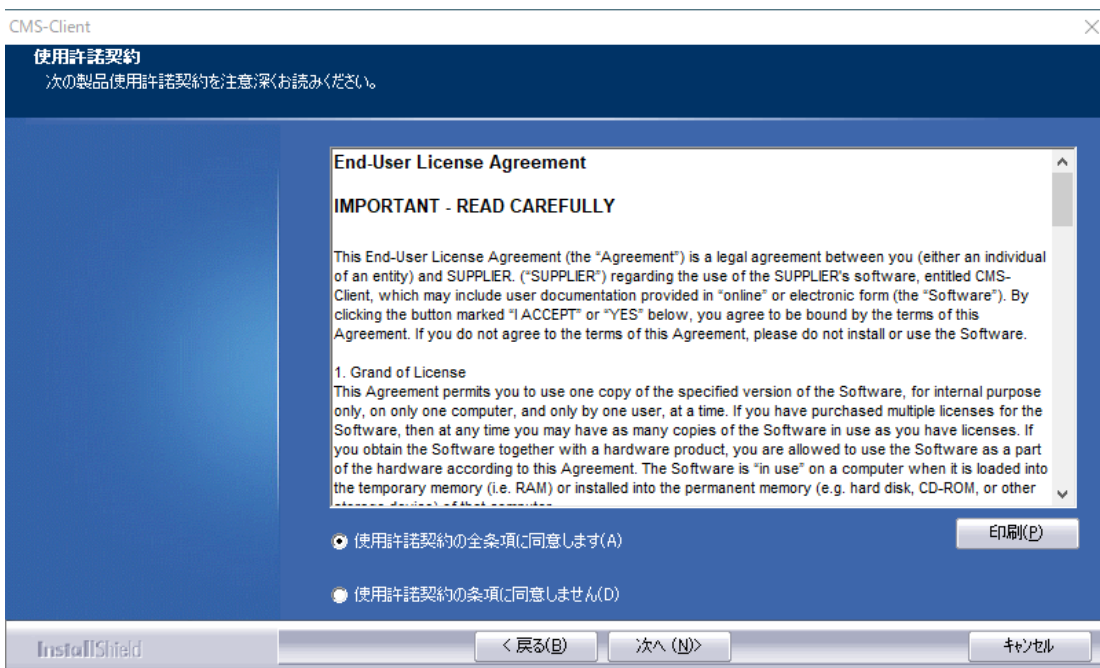 CMS-Client
使用許諾契約
次の製品使用許諾契約を注意深くお読みください。
End-User License Agreement
IMPORTANT - READ CAREFULLY
This End-User License Agreement (the “Agreement”) is a legal agreement between you (either an individual
of an entity) and SUPPLIER. (“SUPPLIER”) regarding the use of the SUPPLIER's software, entitled CMS-
Client, which may include user documentation provided in “online” or electronic form (the “Software”). By
clicking the button marked “I ACCEPT” or “YES” below, you agree to be bound by the terms of this
Agreement. If you do not agree to the terms of this Agreement, please do not install or use the Software.
1. Grand of License
This Agreement permits you to use one copy of the specified version of the Software, for internal purpose
only, on only one computer, and only by one user, at a time. If you have purchased multiple licenses for the
Software, then at any time you may have as many copies of the Software in use as you have licenses. If
you obtain the Software together with a hardware product, you are allowed to use the Software as a part
of the hardware according to this Agreement. The Software is “in use” on a computer when it is loaded into
the temporary memory (i.e. RAM) or installed into the permanent memory (e.g. hard disk, CD-ROM, or other
storage device) of that computer
使用許諾契約の全条項に同意します(A)
印刷(P)
使用許諾契約の条項に同意しません(D)
InstallShield
< 戻る(B)
次へ (N)>
キャンセル